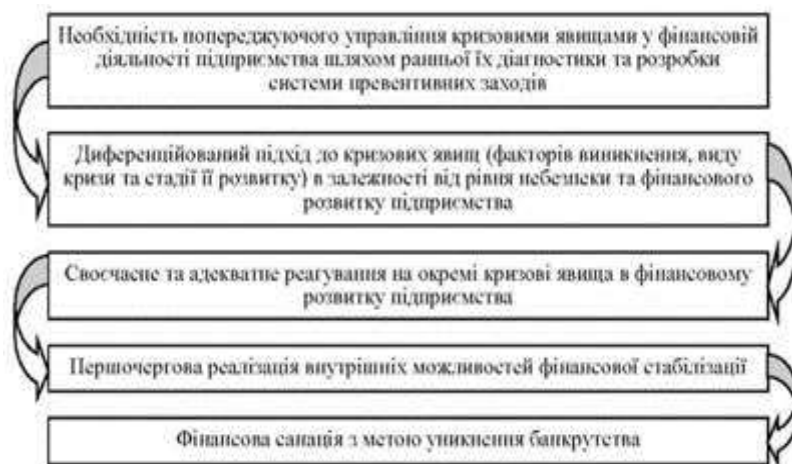 Необхідність попереджуючого управління кризовими явищами у фінансовій
діяльності підприємства шляхом ранньої їх діагностики та розробки
системи превентивних заходів
Диференційований підхід до кризових явищ (факторів виникнення, виду
кризи та стадії її розвитку) в залежності від рівня небезпеки та фінансового
розвитку підприємства
Своєчасне та адекватне реагування на окремі кризові явища в фінансовому
розвитку підприємства
Першочергова реалізація внутрішніх можливостей фінансової стабілізації
Фінансова санація з метою уникнення банкрутства